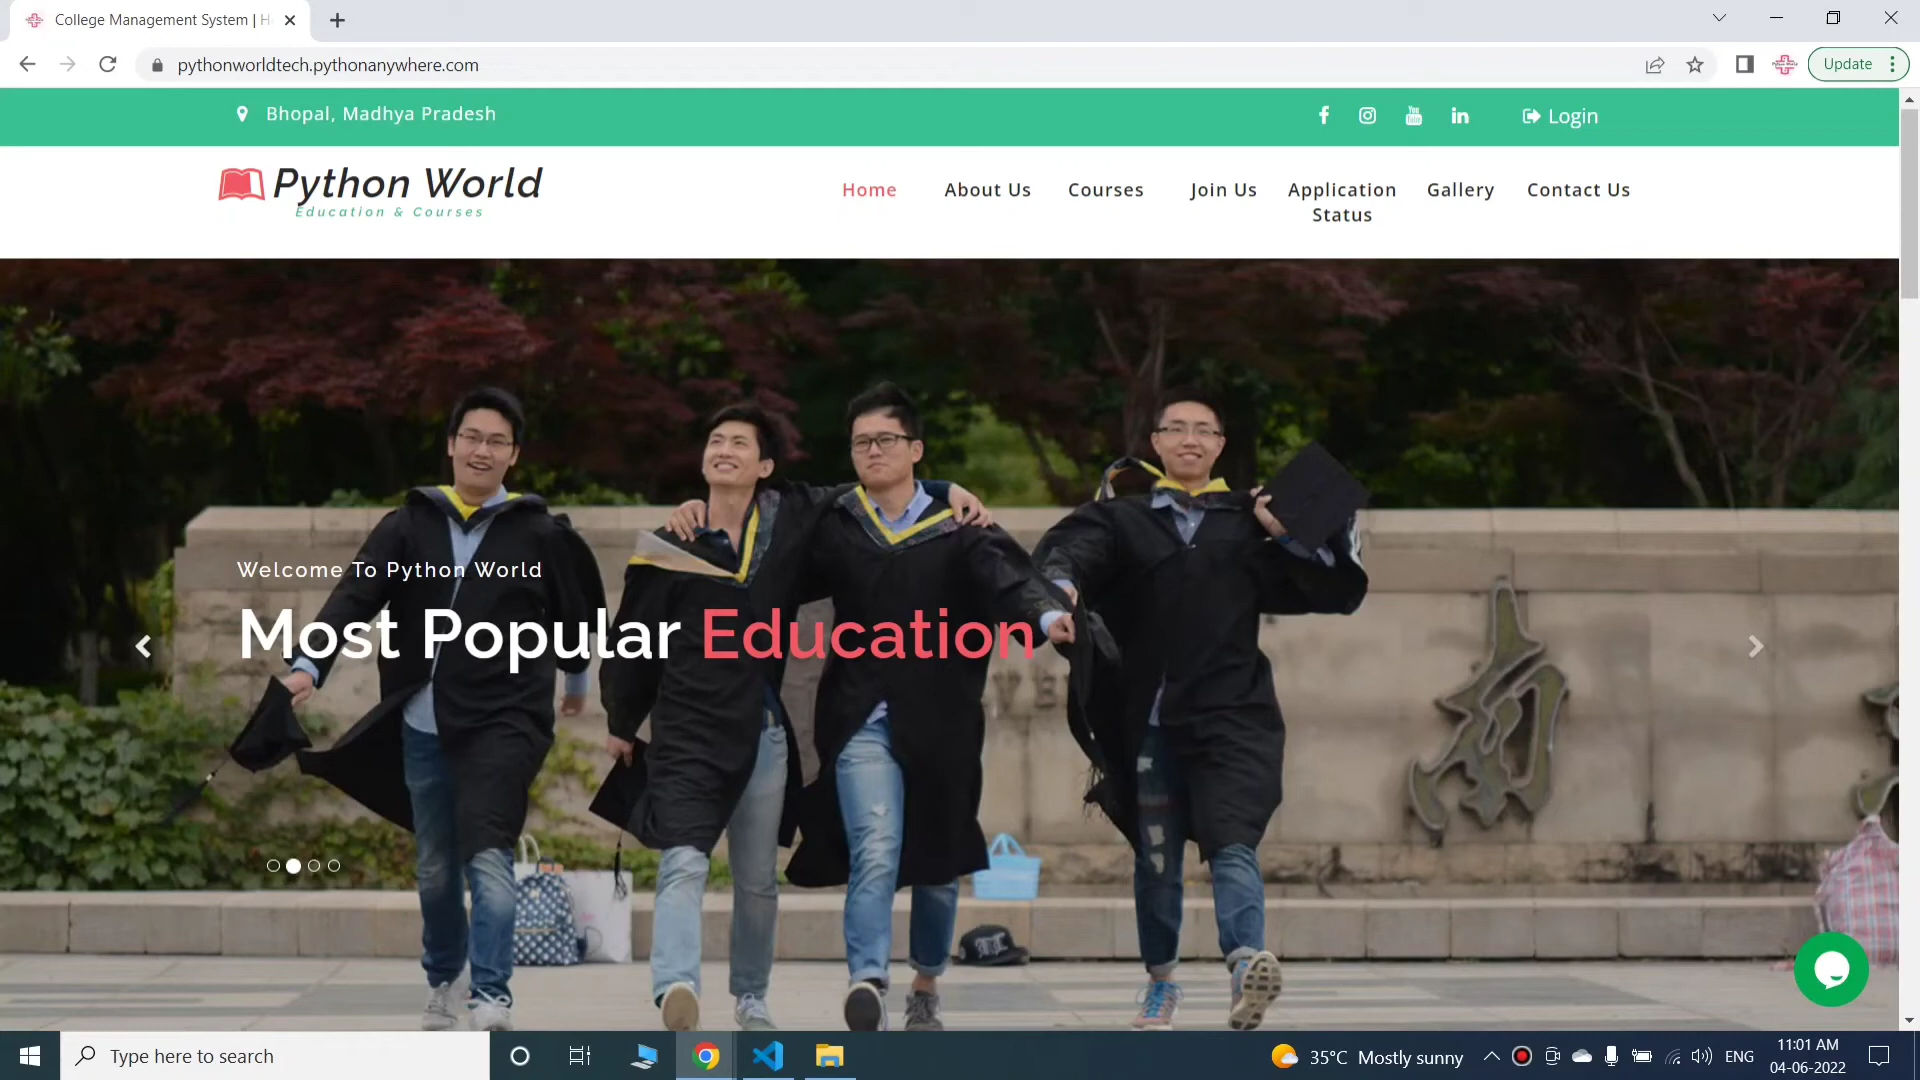 College Management System | H
pythonworldtech.pythonanywhere.com
Update
Bhopal, Madhya Pradesh
Login
Python World
Education & Courses
Home
About Us
Courses
Join Us
Application
Status
Gallery
Contact Us
Welcome To Python World
Most Popular Education
Type here to search
35°C Mostly sunny
ENG
11:01 AM
04-06-2022